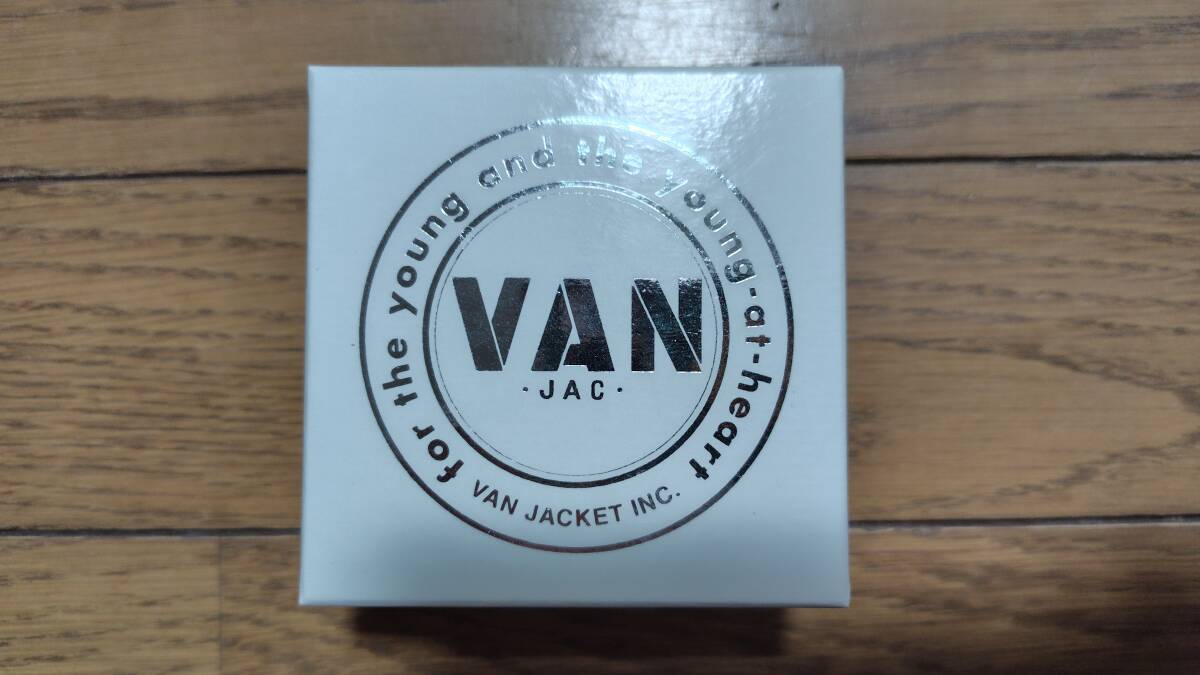 for the young and the young-at-heart
VAN
·JAC·
VAN JACKET INC.